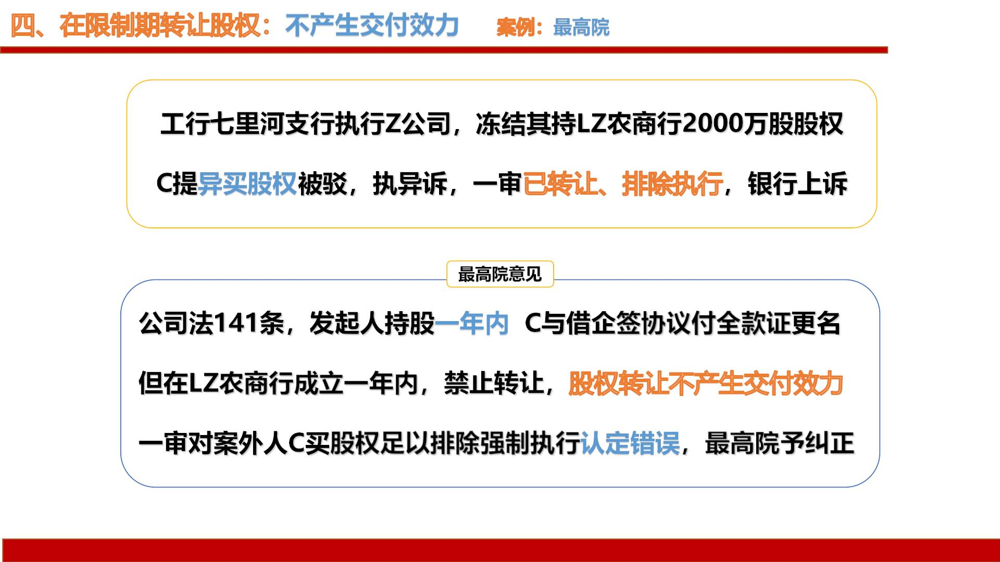 四、在限制期转让股权：不产生交付效力 案例：最高院
工行七里河支行执行Z公司，冻结其持LZ农商行2000万股股权
C提异买股权被驳，执异诉，一审已转让、排除执行，银行上诉
最高院意见
公司法141条，发起人持股一年内 C与借企签协议付全款证更名
但在LZ农商行成立一年内，禁止转让，股权转让不产生交付效力
一审对案外人C买股权足以排除强制执行认定错误，最高院予纠正